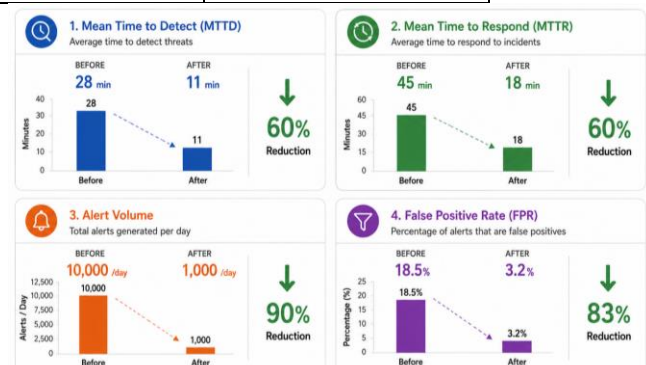 1. Mean Time to Detect (MTTD)
Average time to detect threats
BEFORE
AFTER
28 min
11 min
Minutes
40
30
20
10
0
28
11
Before
After
60%
Reduction
2. Mean Time to Respond (MTTR)
Average time to respond to incidents
BEFORE
AFTER
45 min
18 min
Minutes
60
45
30
15
0
45
18
Before
After
60%
Reduction
3. Alert Volume
Total alerts generated per day
BEFORE
AFTER
10,000 /day
1,000 /day
Alerts / Day
12,500
10,000
7,500
5,000
2,500
0
10,000
1,000
Before
After
90%
Reduction
4. False Positive Rate (FPR)
Percentage of alerts that are false positives
BEFORE
AFTER
18.5%
3.2%
Percentage (%)
25
20
15
10
5
0
18.5%
3.2%
Before
After
83%
Reduction